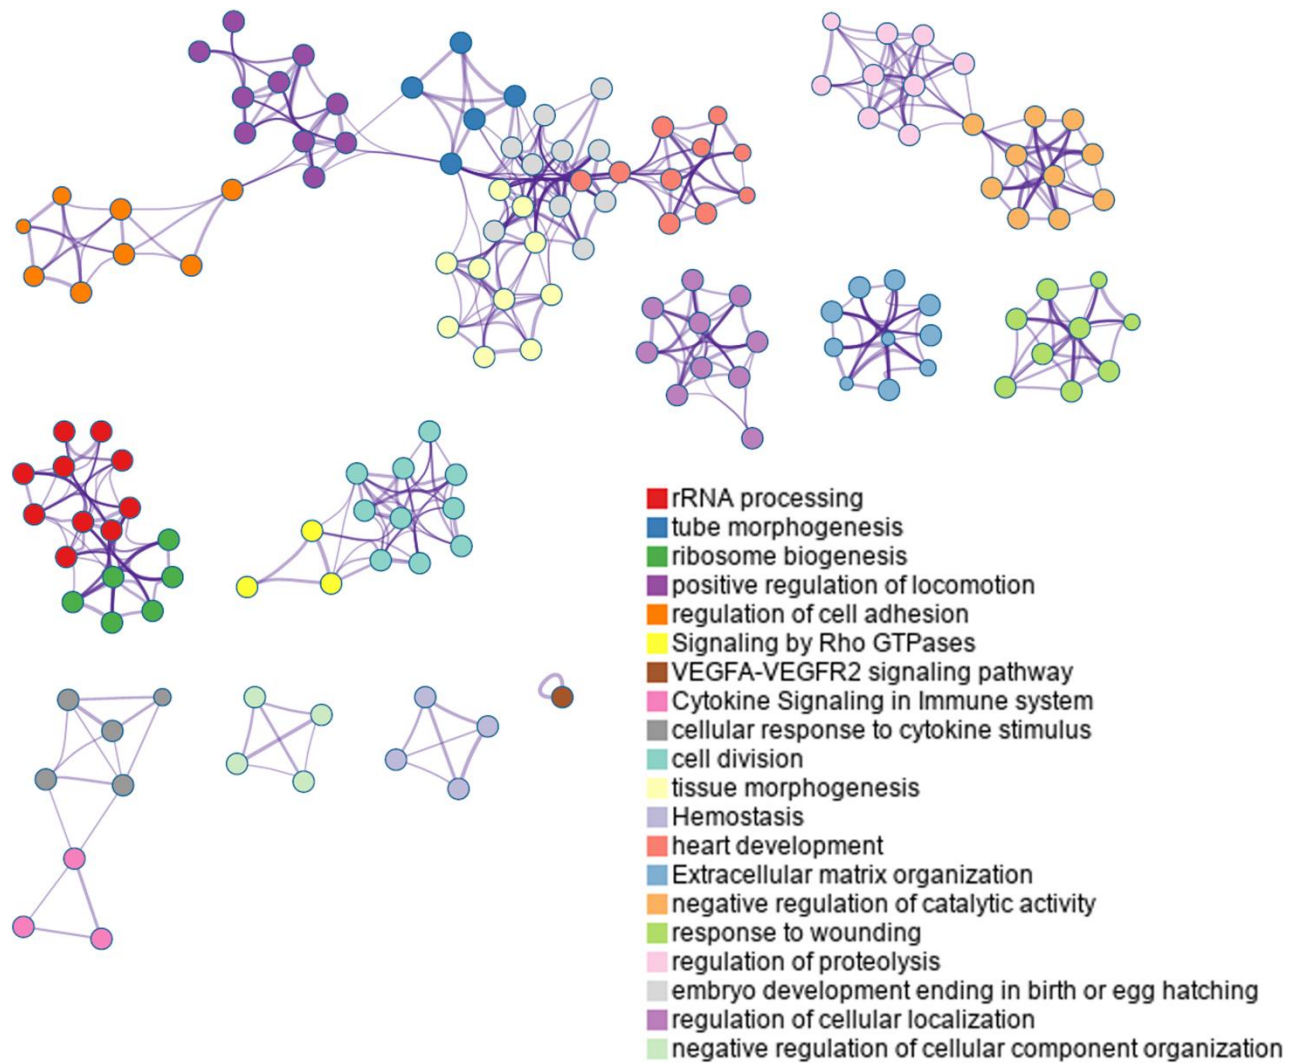 rRNA processing
tube morphogenesis
ribosome biogenesis
positive regulation of locomotion
regulation of cell adhesion
Signaling by Rho GTPases
VEGFA-VEGFR2 signaling pathway
Cytokine Signaling in Immune system
cellular response to cytokine stimulus
cell division
tissue morphogenesis
Hemostasis
heart development
Extracellular matrix organization
negative regulation of catalytic activity
response to wounding
regulation of proteolysis
embryo development ending in birth or egg hatching
regulation of cellular localization
negative regulation of cellular component organization